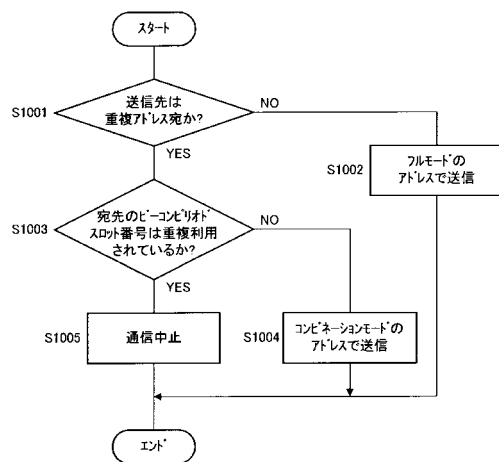 スタート
S1001
送信先は
重複アドレス宛か?
NO
YES
S1002
フルモードの
アドレスで送信
S1003
宛先のビーコンピリオド
スロット番号は重複利用
されているか?
NO
YES
S1005
通信中止
S1004
コンビネーションモードの
アドレスで送信
エンド